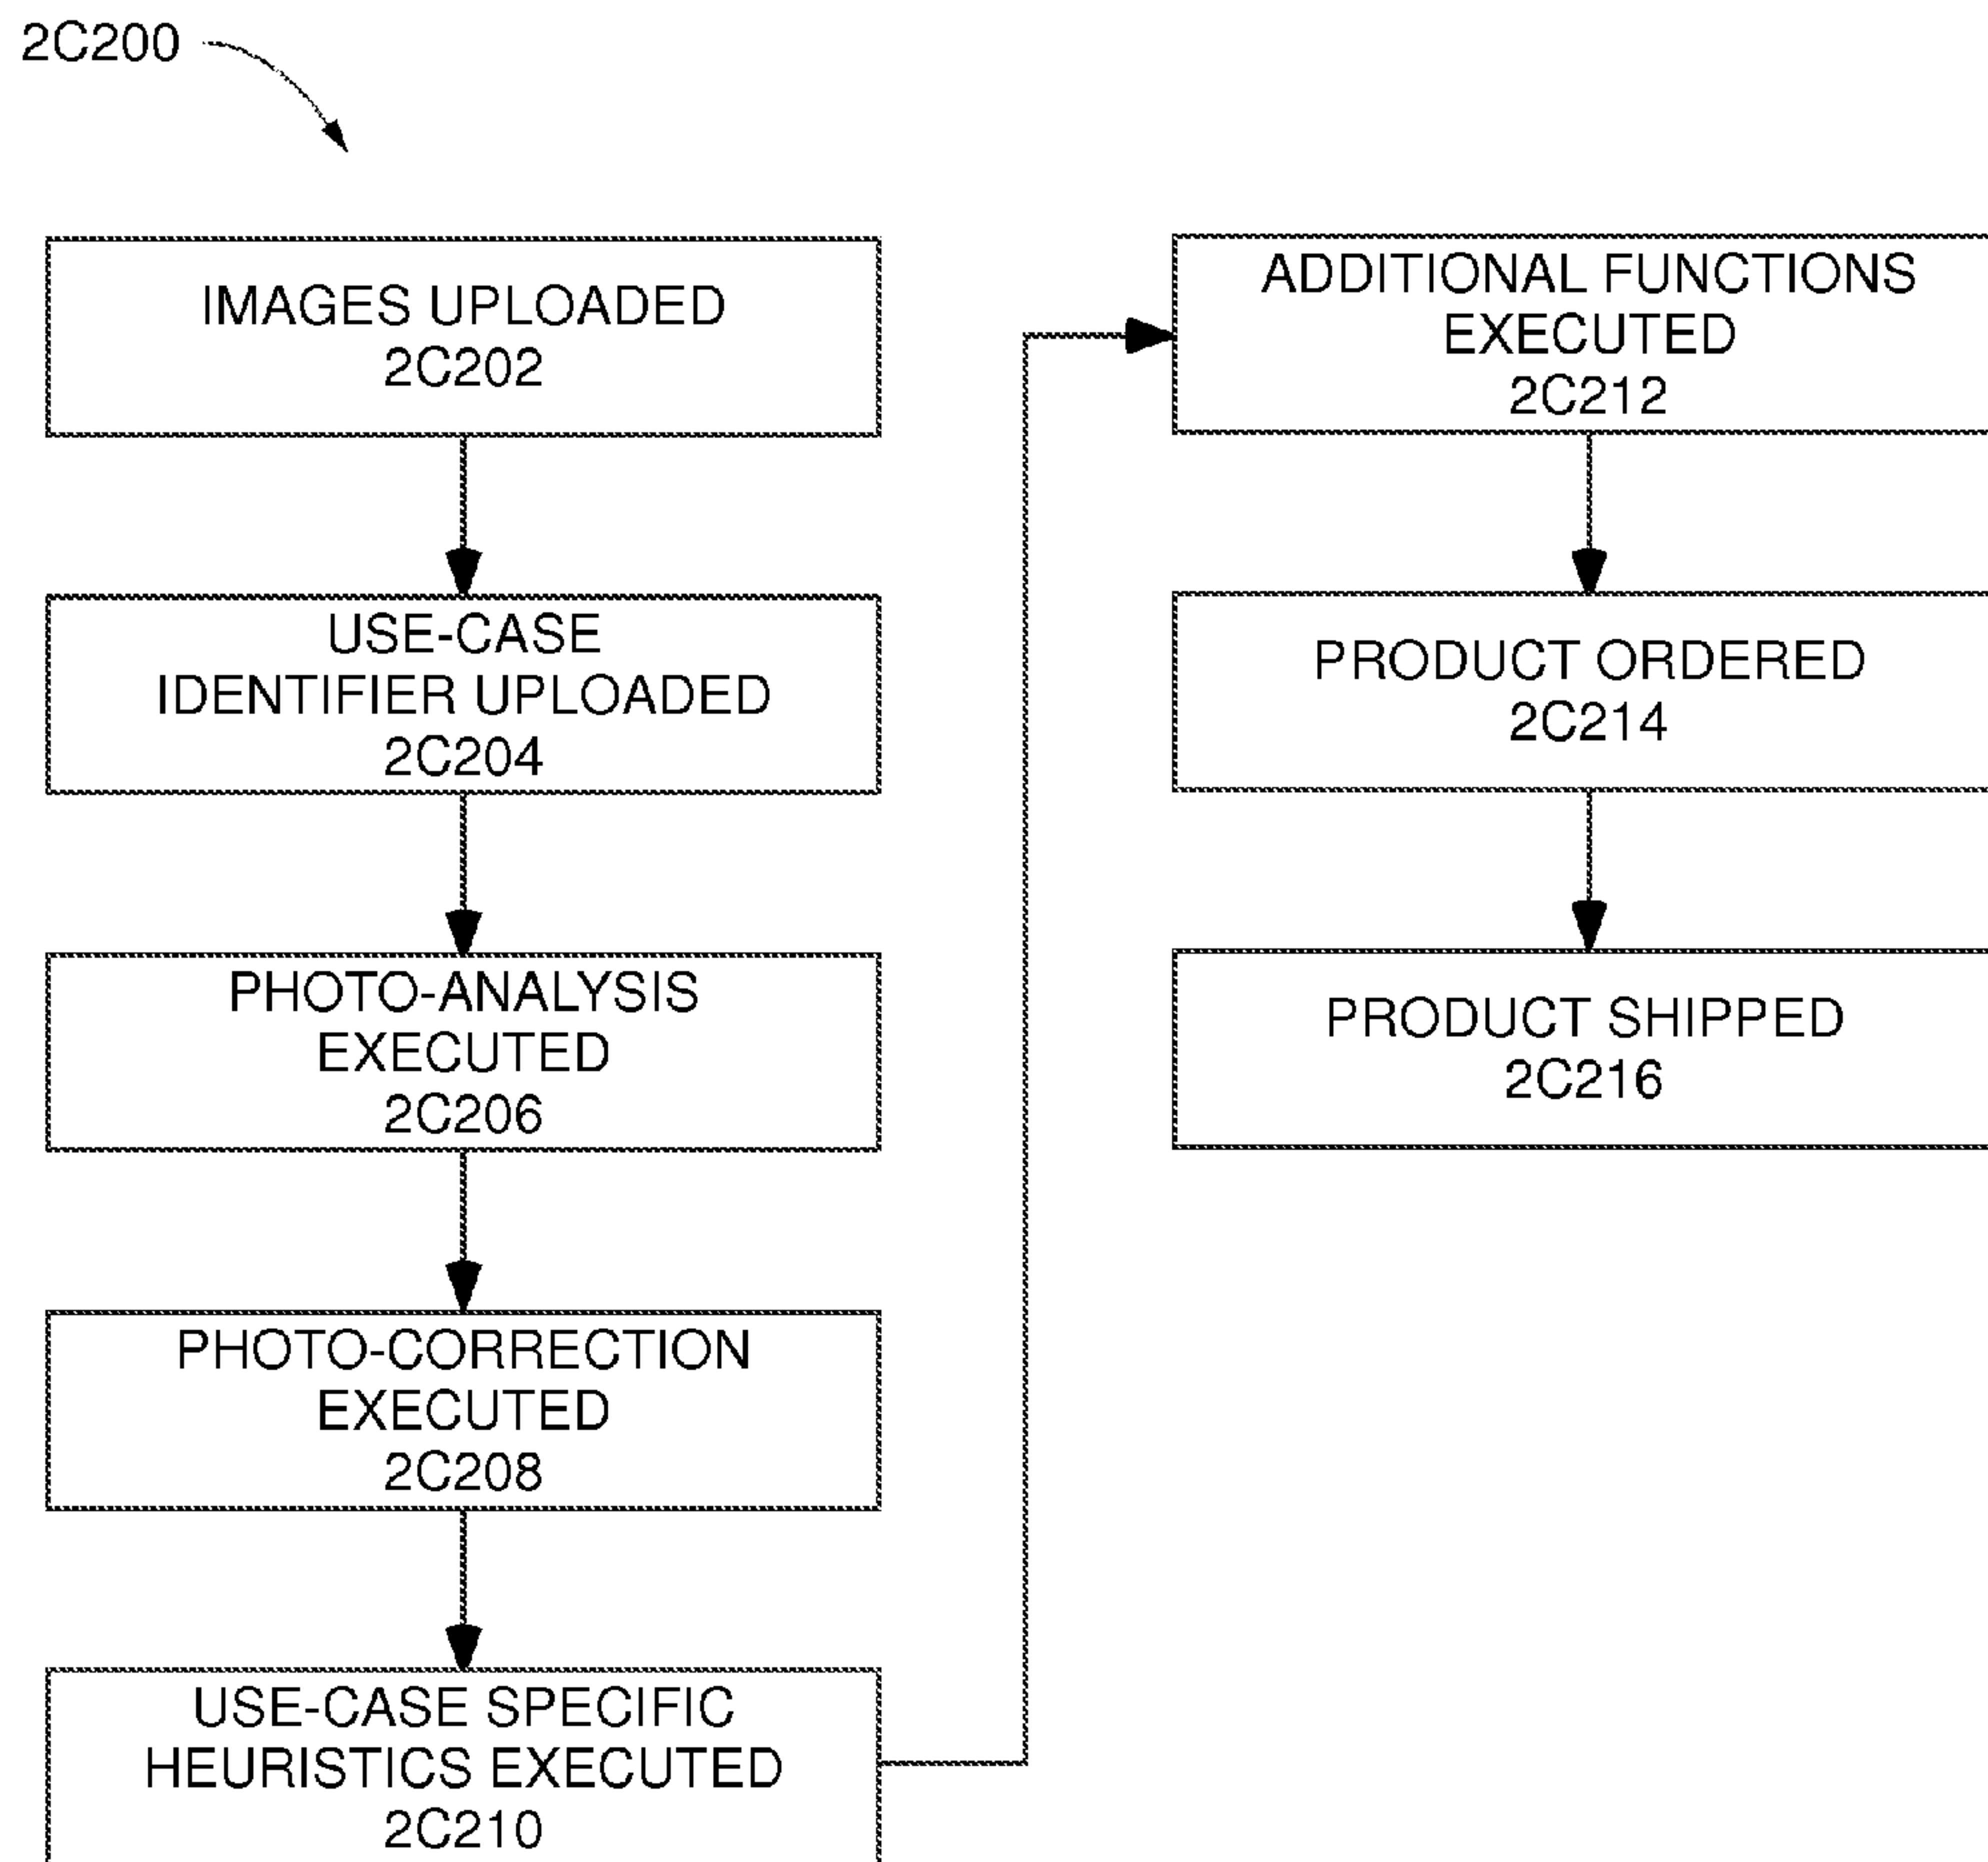 2C200
IMAGES UPLOADED
2C202
USE-CASE
IDENTIFIER UPLOADED
2C204
PHOTO-ANALYSIS
EXECUTED
2C206
PHOTO-CORRECTION
EXECUTED
2C208
USE-CASE SPECIFIC
HEURISTICS EXECUTED
2C210
ADDITIONAL FUNCTIONS
EXECUTED
2C212
PRODUCT ORDERED
2C214
PRODUCT SHIPPED
2C216